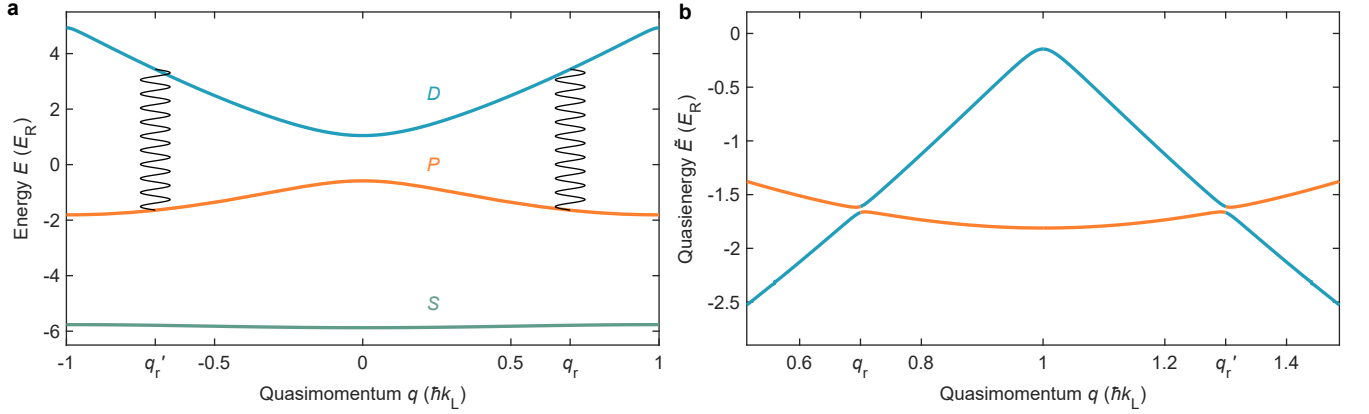 a
Energy E (E_R)
4
2
0
-2
-4
-6
D
P
S
-1
q_r′
-0.5
0
0.5
q_r
1
Quasimomentum q (ħk_L)
b
Quasienergy Ẽ (E_R)
0
-0.5
-1
-1.5
-2
-2.5
0.6
q_r
0.8
1
1.2
q_r′
1.4
Quasimomentum q (ħk_L)